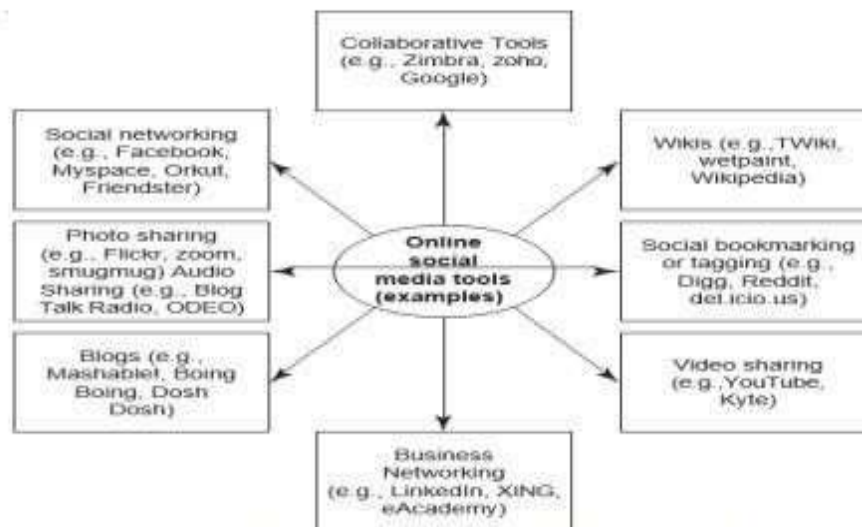 Collaborative Tools
(e.g., Zimbra, zoho,
Google)
Social networking
(e.g., Facebook,
Myspace, Orkut,
Friendster)
Wikis (e.g.,TWiki,
wetpaint,
Wikipedia)
Photo sharing
(e.g., Flickr, zoom,
smugmug) Audio
Sharing (e.g., Blog
Talk Radio, ODEO)
Online
social
media tools
(examples)
Social bookmarking
or tagging (e.g.,
Digg, Reddit,
del.icio.us)
Blogs (e.g.,
Mashable!, Boing
Boing, Dosh
Dosh)
Video sharing
(e.g.,YouTube,
Kyte)
Business
Networking
(e.g., LinkedIn, XING,
eAcademy)